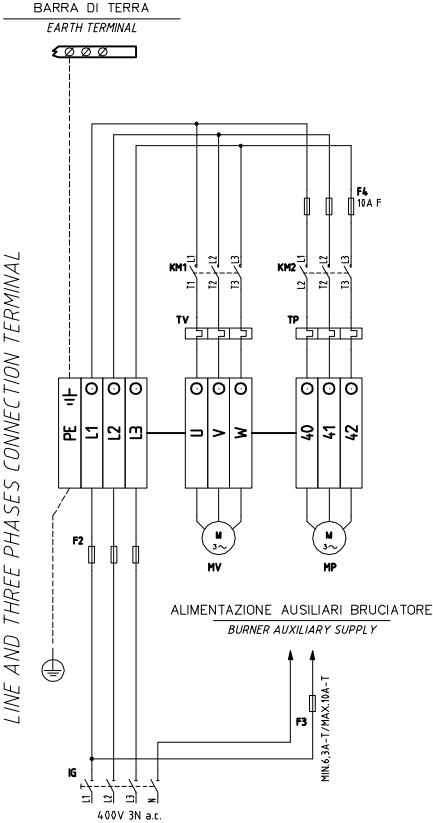 BARRA DI TERRA
EARTH TERMINAL
F4
10A F
KM1
L1
L2
L3
T1
T2
T3
KM2
L1
L2
L3
L2
T2
T3
TV
TP
LINE AND THREE PHASES CONNECTION TERMINAL
PE
L1
L2
L3
U
V
W
40
41
42
M
3~
M
3~
MV
MP
F2
ALIMENTAZIONE AUSILIARI BRUCIATORE
BURNER AUXILIARY SUPPLY
F3
MIN.6,3A-T/MAX.10A-T
IG
L1
L2
L3
N
400V 3N a.c.